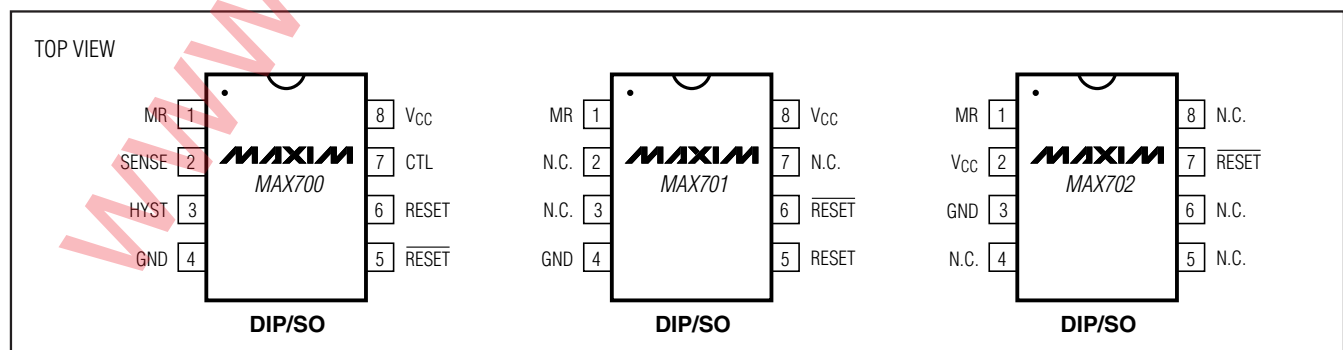 TOP VIEW
MR 1 8 VCC
SENSE 2 7 CTL
HYST 3 6 RESET
GND 4 5 RESET
MAXIM
MAX700
DIP/SO
MR 1 8 VCC
N.C. 2 7 N.C.
N.C. 3 6 RESET
GND 4 5 RESET
MAXIM
MAX701
DIP/SO
MR 1 8 N.C.
VCC 2 7 RESET
GND 3 6 N.C.
N.C. 4 5 N.C.
MAXIM
MAX702
DIP/SO
www